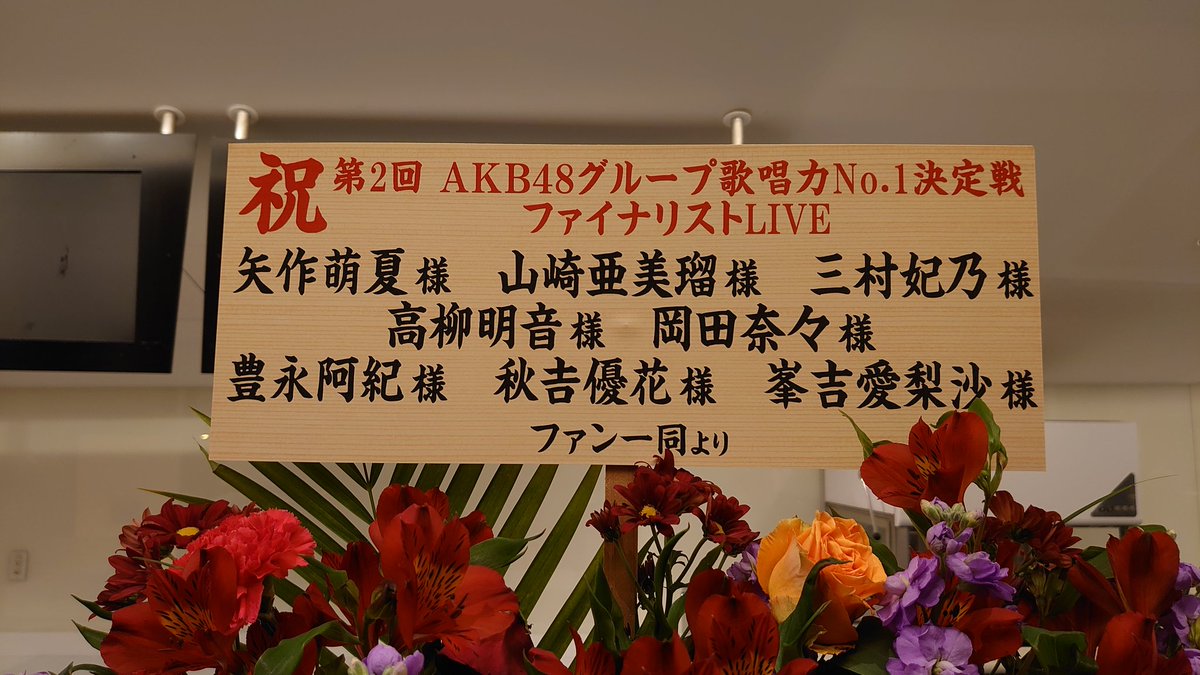 祝 第2回 AKB48グループ歌唱力No.1決定戦
ファイナリストLIVE
矢作萌夏様 山崎亜美瑠様 三村妃乃様
高柳明音様 岡田奈々様
豊永阿紀様 秋吉優花様 峯吉愛梨沙様
ファン一同より